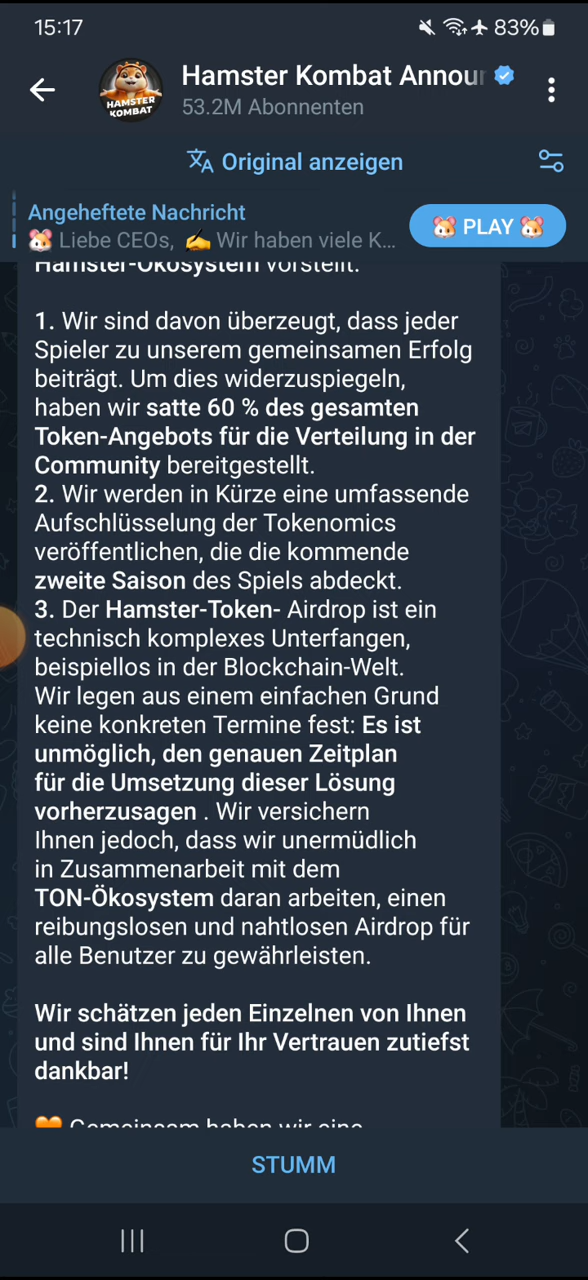 15:17
83%
Hamster Kombat Announ
HAMSTER
KOMBAT
53.2M Abonnenten
Original anzeigen
Angeheftete Nachricht
🐹 Liebe CEOs, ✍️ Wir haben viele K...
🐹 PLAY 🐹
Hamster-Ökosystem vorstellt.
1. Wir sind davon überzeugt, dass jeder
Spieler zu unserem gemeinsamen Erfolg
beiträgt. Um dies widerzuspiegeln,
haben wir satte 60 % des gesamten
Token-Angebots für die Verteilung in der
Community bereitgestellt.
2. Wir werden in Kürze eine umfassende
Aufschlüsselung der Tokenomics
veröffentlichen, die die kommende
zweite Saison des Spiels abdeckt.
3. Der Hamster-Token- Airdrop ist ein
technisch komplexes Unterfangen,
beispiellos in der Blockchain-Welt.
Wir legen aus einem einfachen Grund
keine konkreten Termine fest: Es ist
unmöglich, den genauen Zeitplan
für die Umsetzung dieser Lösung
vorherzusagen . Wir versichern
Ihnen jedoch, dass wir unermüdlich
in Zusammenarbeit mit dem
TON-Ökosystem daran arbeiten, einen
reibungslosen und nahtlosen Airdrop für
alle Benutzer zu gewährleisten.
Wir schätzen jeden Einzelnen von Ihnen
und sind Ihnen für Ihr Vertrauen zutiefst
dankbar!
🧡 Gemeinsam haben wir eine
STUMM